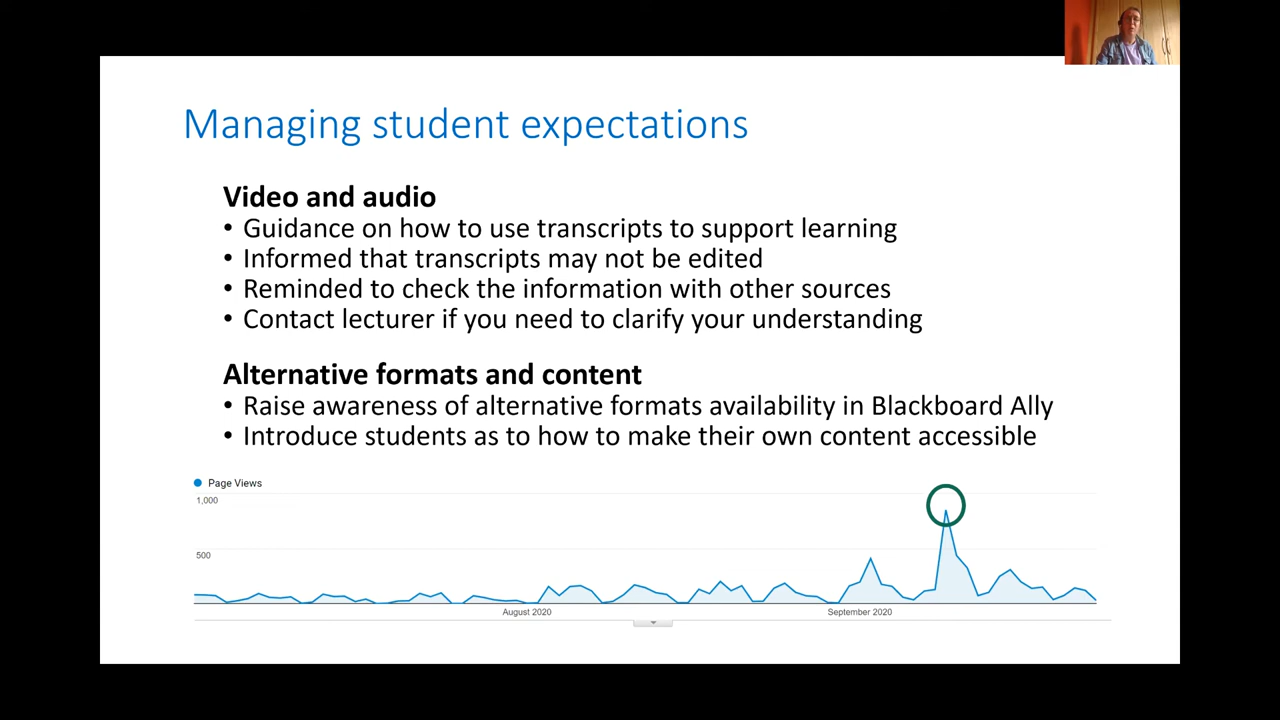 Managing student expectations
Video and audio
• Guidance on how to use transcripts to support learning
• Informed that transcripts may not be edited
• Reminded to check the information with other sources
• Contact lecturer if you need to clarify your understanding
Alternative formats and content
• Raise awareness of alternative formats availability in Blackboard Ally
• Introduce students as to how to make their own content accessible
Page Views
1,000
500
August 2020
September 2020